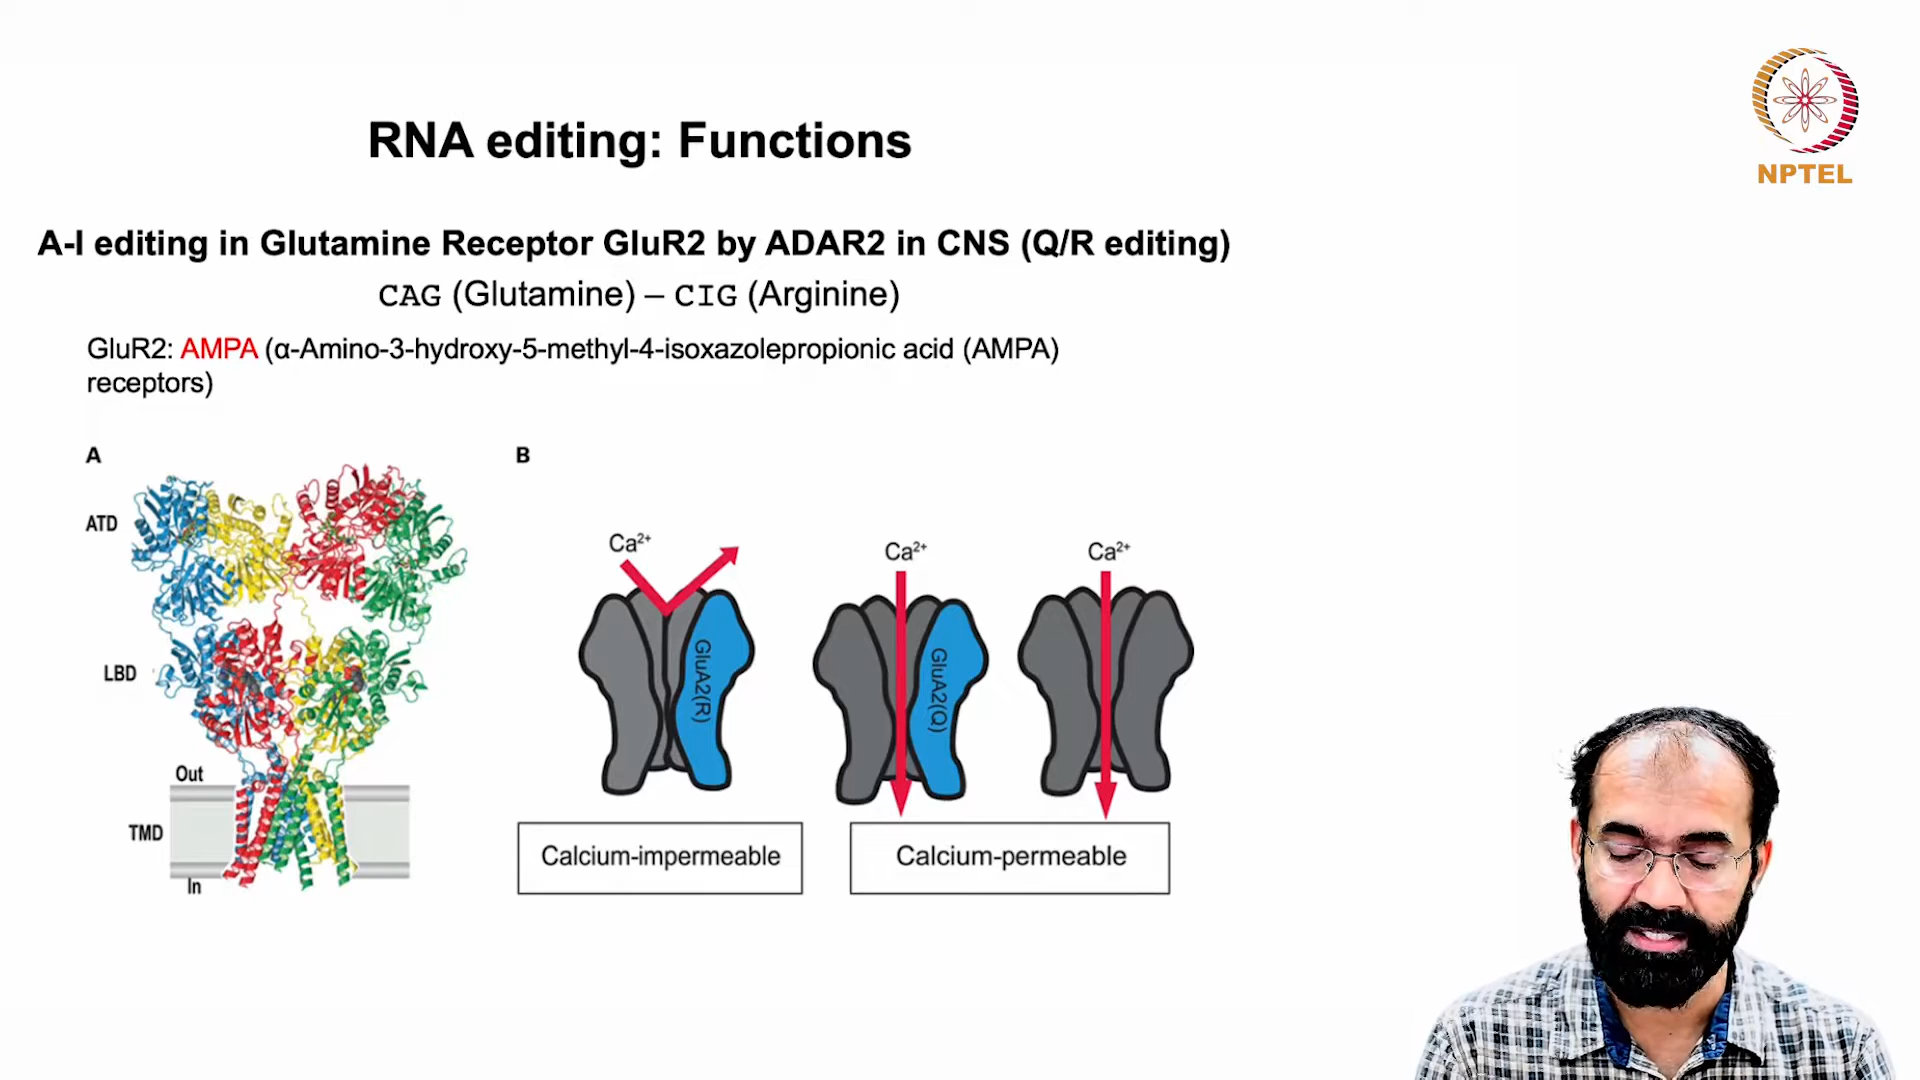 NPTEL
RNA editing: Functions
A-I editing in Glutamine Receptor GluR2 by ADAR2 in CNS (Q/R editing)
CAG (Glutamine) – CIG (Arginine)
GluR2: AMPA (α-Amino-3-hydroxy-5-methyl-4-isoxazolepropionic acid (AMPA)
receptors)
A
ATD
LBD
Out
TMD
In
B
Ca²⁺
Ca²⁺
Ca²⁺
GluA2(R)
GluA2(Q)
Calcium-impermeable
Calcium-permeable